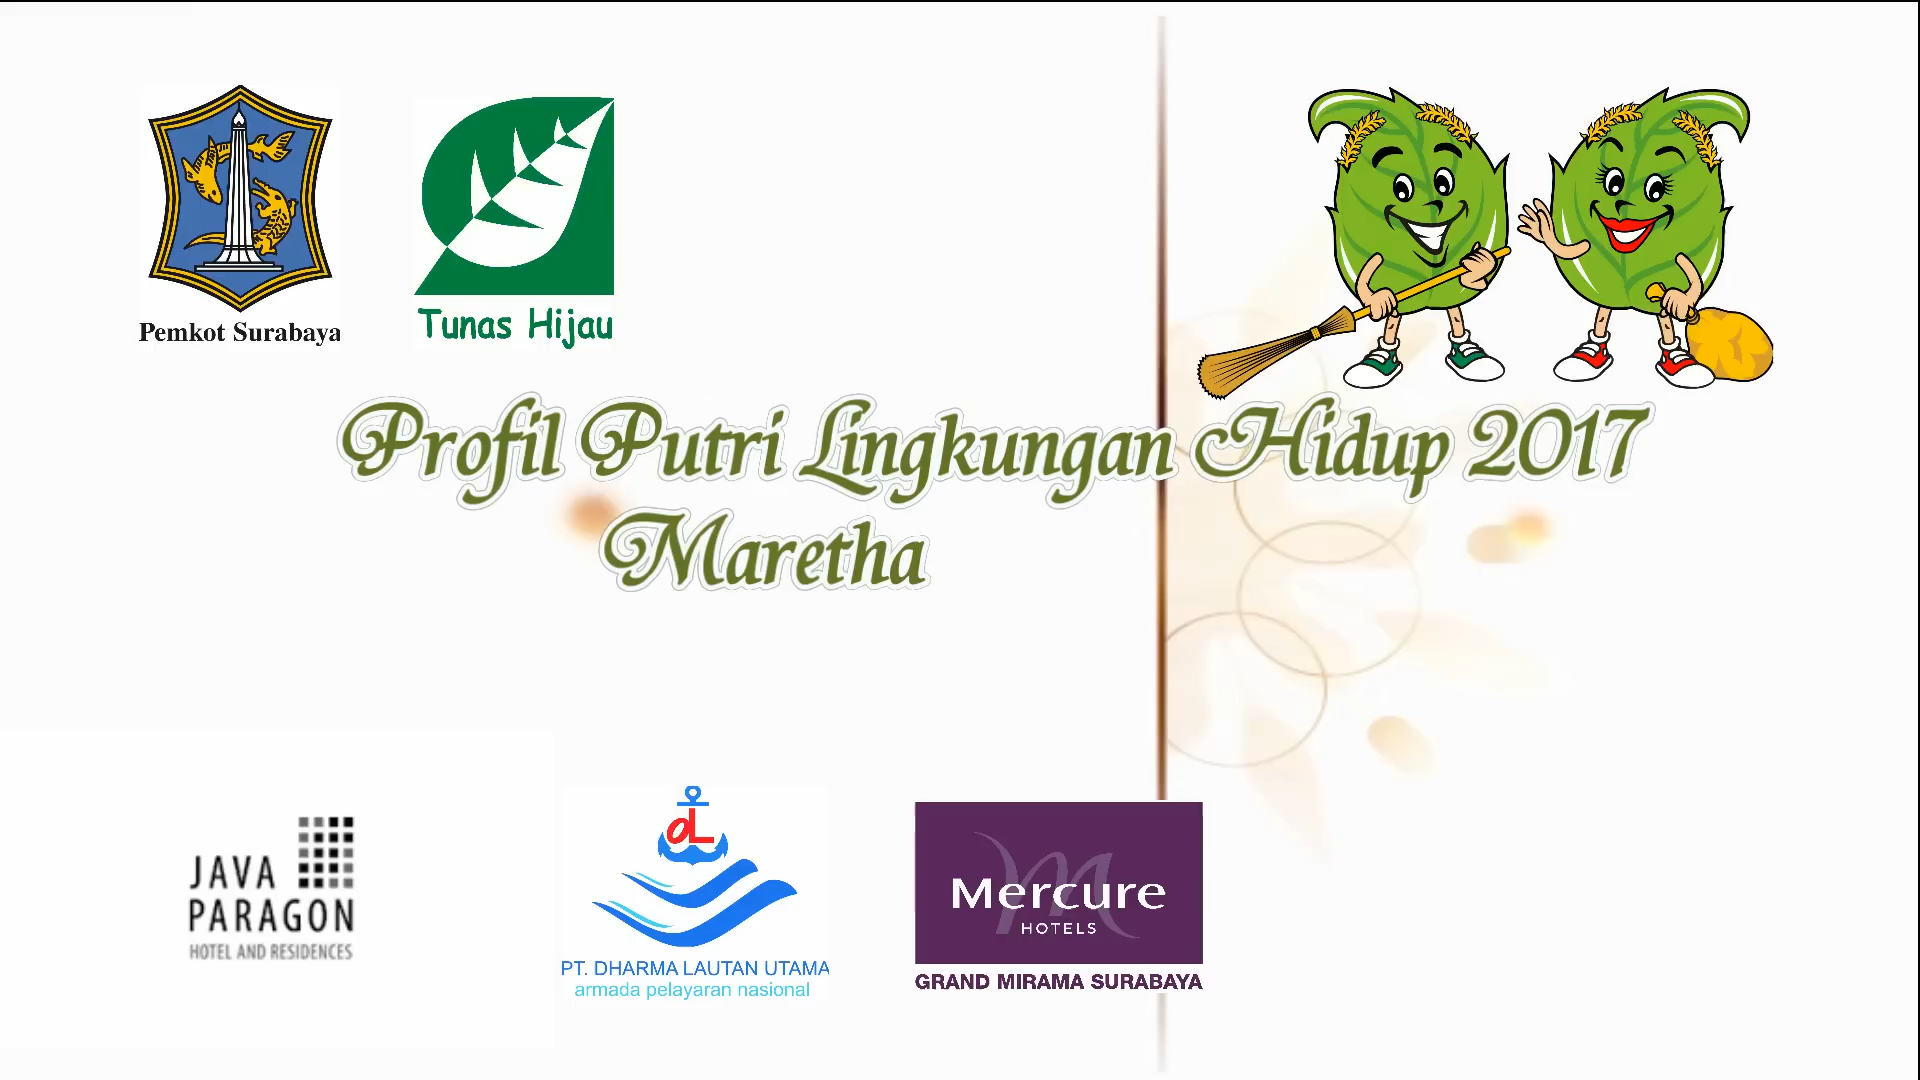 Pemkot Surabaya
Tunas Hijau
Profil Putri Lingkungan Hidup 2017
Maretha
JAVA
PARAGON
HOTEL AND RESIDENCES
dL
PT. DHARMA LAUTAN UTAMA
armada pelayaran nasional
Mercure
HOTELS
GRAND MIRAMA SURABAYA